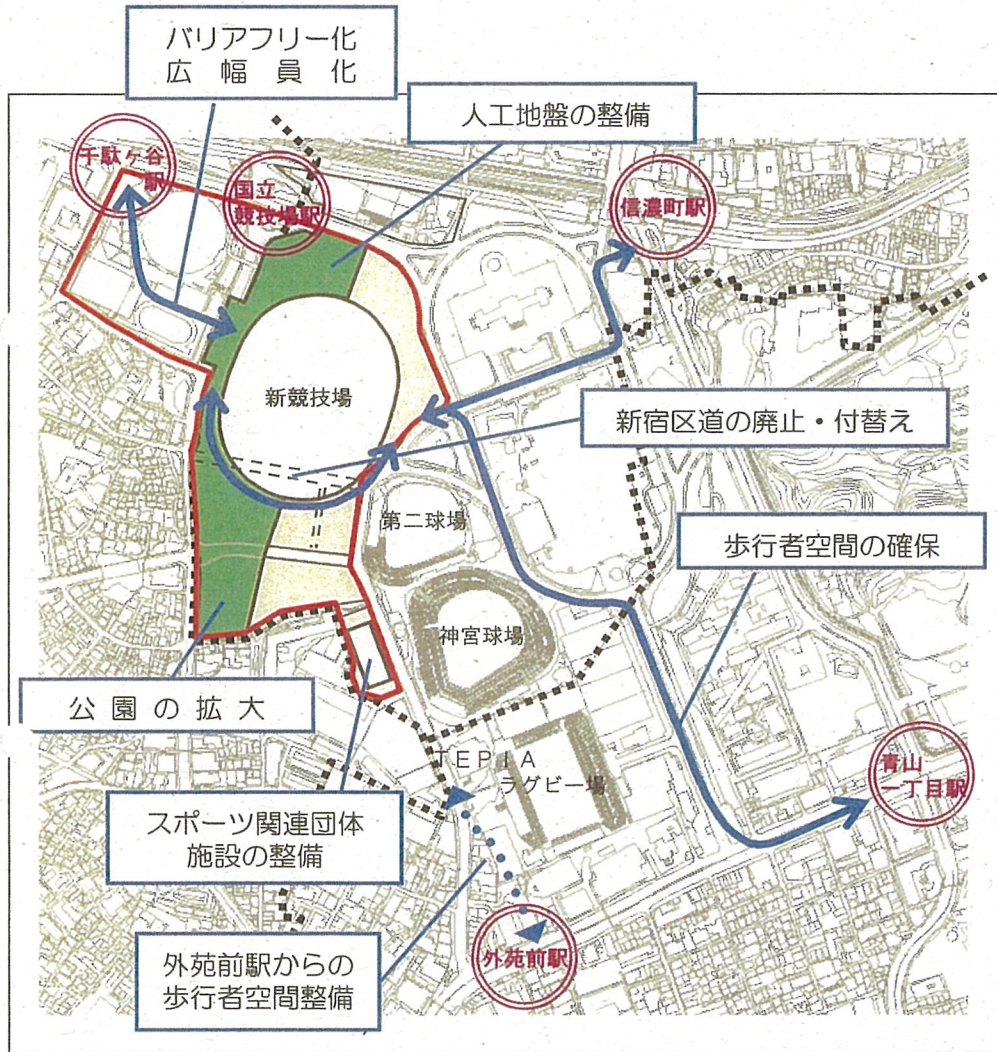 バリアフリー化
広幅員化
人工地盤の整備
千駄ヶ谷
駅
国立
競技場駅
信濃町駅
新競技場
新宿区道の廃止・付替え
第二球場
歩行者空間の確保
神宮球場
公園の拡大
TEPIA
ラグビー場
青山
一丁目駅
スポーツ関連団体
施設の整備
外苑前駅
外苑前駅からの
歩行者空間整備